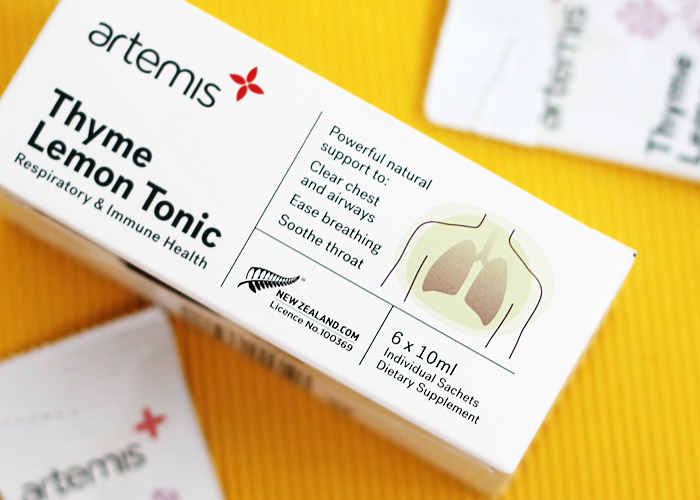 artemis
Thyme
Lemon Tonic
Respiratory & Immune Health
Powerful natural
support to:
Clear chest
and airways
Ease breathing
Soothe throat
NEW ZEALAND.COM
Licence No.100369
6 x 10ml
Individual Sachets
Dietary Supplement
artemis
Thyme
artemis